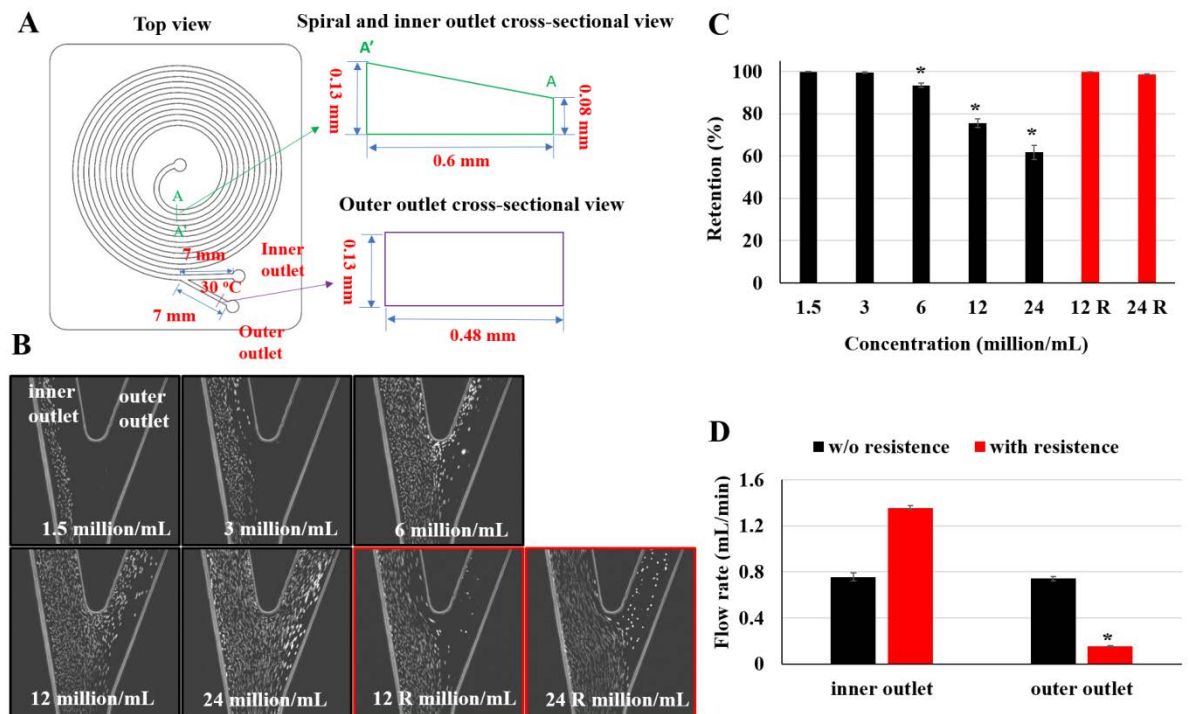 A
Top view
Spiral and inner outlet cross-sectional view
A'
A
0.13 mm
0.08 mm
0.6 mm
A
A'
7 mm
Inner
outlet
30 °C
7 mm
Outer
outlet
Outer outlet cross-sectional view
0.13 mm
0.48 mm
B
inner
outlet
outer
outlet
1.5 million/mL
3 million/mL
6 million/mL
12 million/mL
24 million/mL
12 R million/mL
24 R million/mL
C
Retention (%)
100
80
60
40
20
0
*
*
*
1.5 3 6 12 24 12 R 24 R
Concentration (million/mL)
D
w/o resistence with resistence
Flow rate (mL/min)
1.6
1.2
0.8
0.4
0
*
inner outlet outer outlet